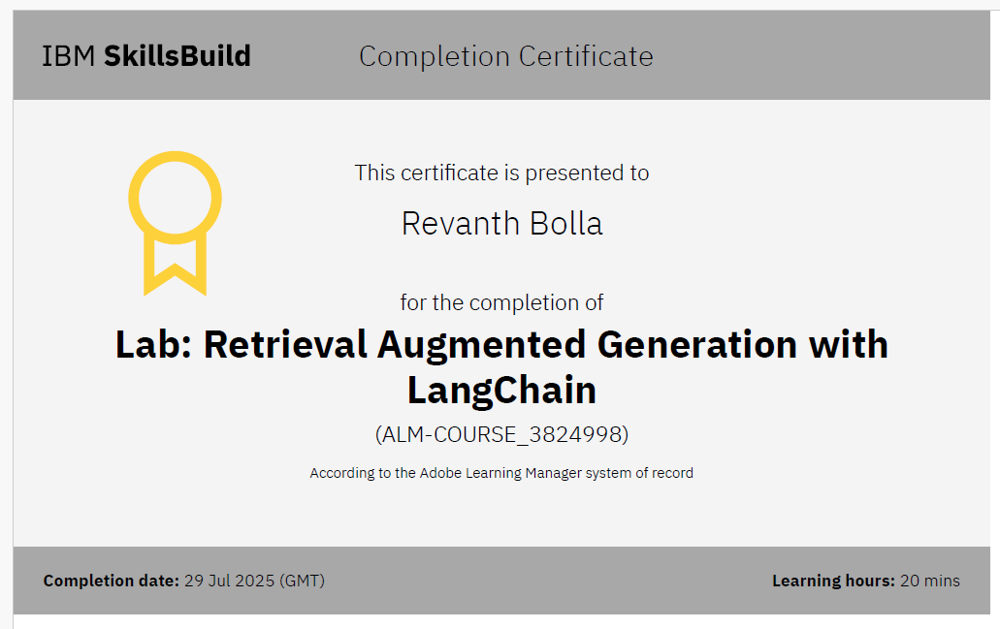 IBM SkillsBuild
Completion Certificate
This certificate is presented to
Revanth Bolla
for the completion of
Lab: Retrieval Augmented Generation with
LangChain
(ALM-COURSE_3824998)
According to the Adobe Learning Manager system of record
Completion date: 29 Jul 2025 (GMT)
Learning hours: 20 mins